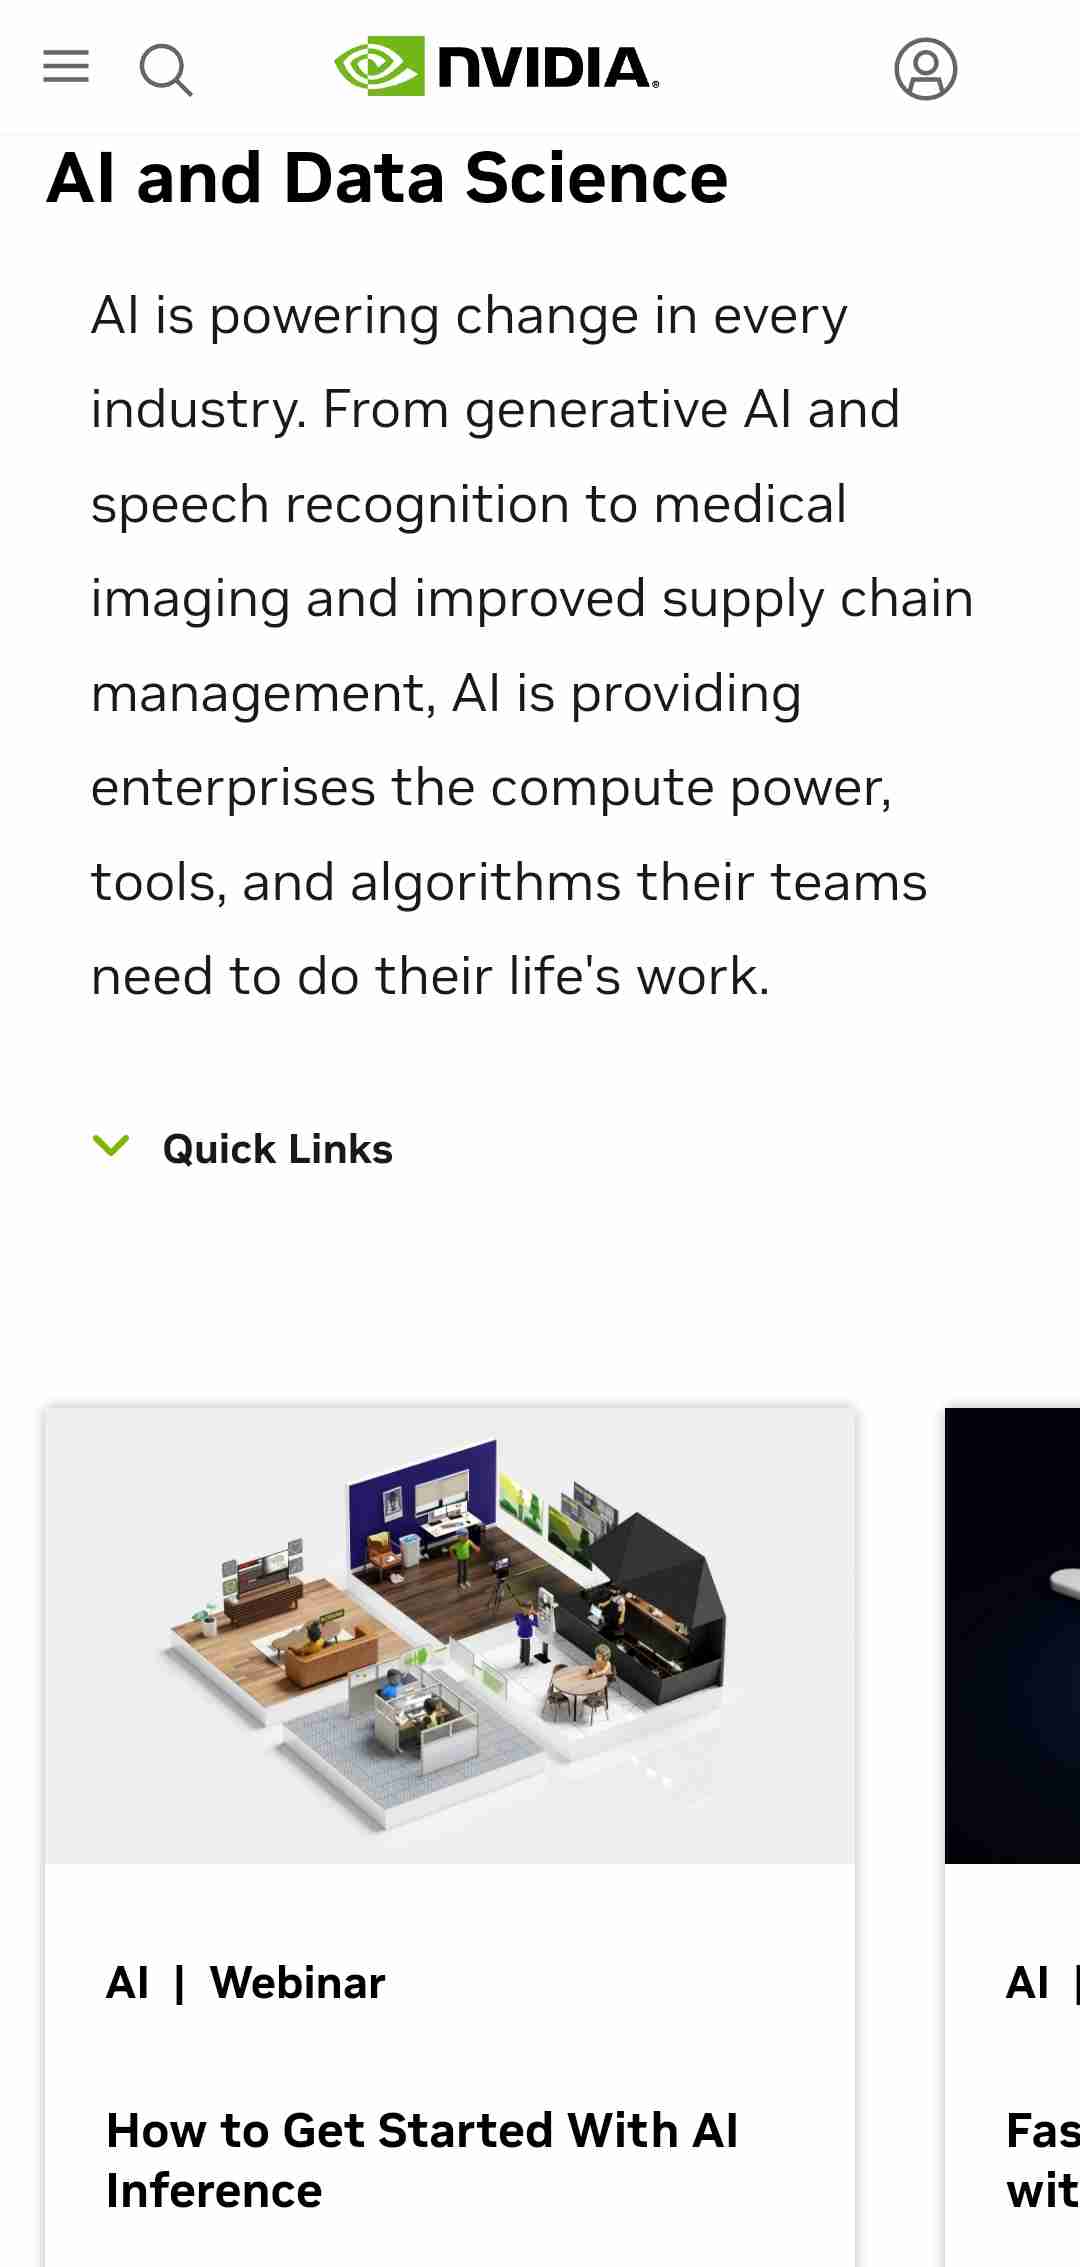 NVIDIA.
AI and Data Science
AI is powering change in every
industry. From generative AI and
speech recognition to medical
imaging and improved supply chain
management, AI is providing
enterprises the compute power,
tools, and algorithms their teams
need to do their life's work.
Quick Links
AI | Webinar
How to Get Started With AI
Inference
AI |
Fas
wit